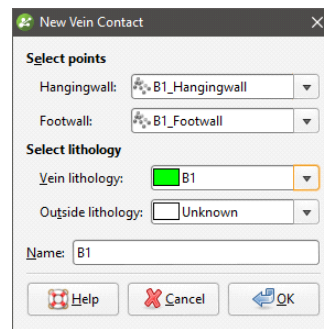 New Vein Contact
Select points
Hangingwall: B1_Hangingwall
Footwall: B1_Footwall
Select lithology
Vein lithology: B1
Outside lithology: Unknown
Name: B1
Help Cancel OK